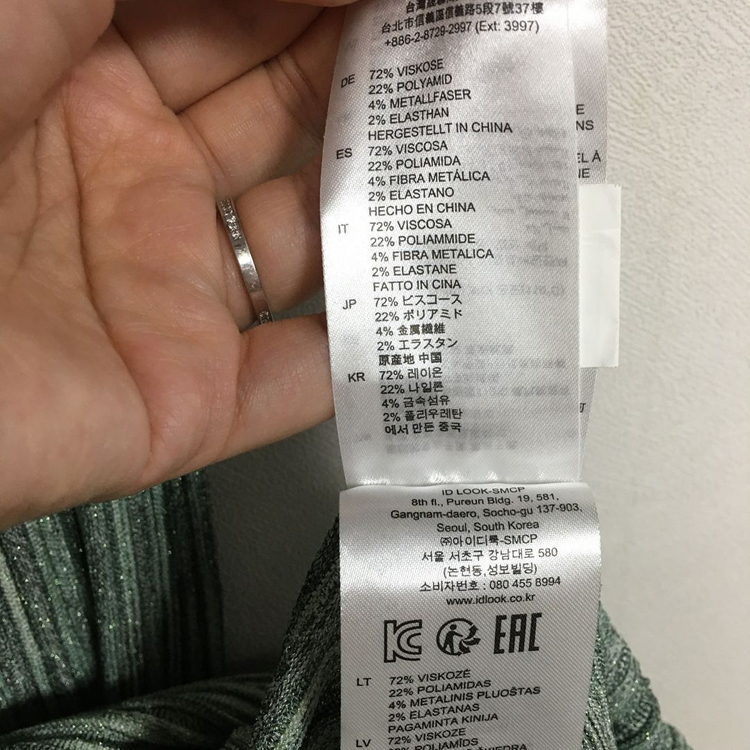 台北市信義區信義路5段7號37樓
+886-2-8729-2997 (Ext: 3997)
DE 72% VISKOSE
22% POLYAMID
4% METALLFASER
2% ELASTHAN
HERGESTELLT IN CHINA
ES 72% VISCOSA
22% POLIAMIDA
4% FIBRA METÁLICA
2% ELASTANO
HECHO EN CHINA
IT 72% VISCOSA
22% POLIAMMIDE
4% FIBRA METALICA
2% ELASTANE
FATTO IN CINA
JP 72% ビスコース
22% ポリアミド
4% 金属繊維
2% エラスタン
原産地 中国
KR 72% 레이온
22% 나일론
4% 금속섬유
2% 폴리우레탄
에서 만든 중국
ID LOOK-SMCP
8th fl., Pureun Bldg. 19, 581,
Gangnam-daero, Socho-gu 137-903,
Seoul, South Korea
㈜아이디룩-SMCP
서울 서초구 강남대로 580
(논현동,성보빌딩)
소비자번호 : 080 455 8994
www.idlook.co.kr
KC EAC
LT 72% VISKOZĖ
22% POLIAMIDAS
4% METALINIS PLUOŠTAS
2% ELASTANAS
PAGAMINTA KINIJA
LV 72% VISKOZE